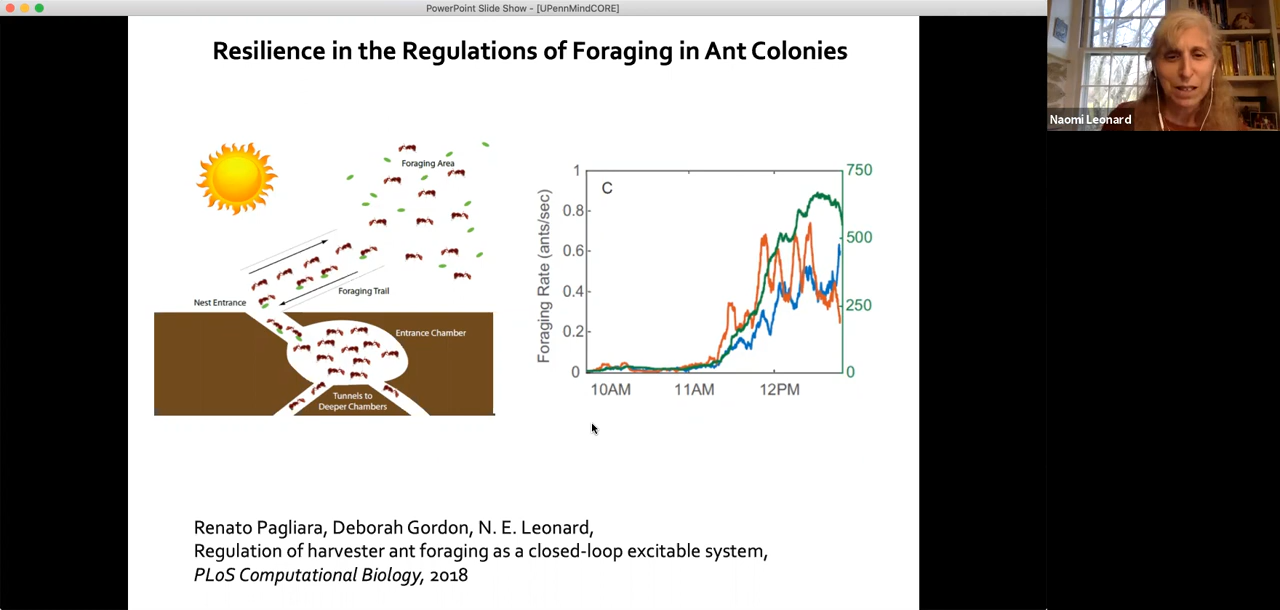 PowerPoint Slide Show - [UPennMindCORE]
Resilience in the Regulations of Foraging in Ant Colonies
Foraging Area
Foraging Trail
Nest Entrance
Entrance Chamber
Tunnels to
Deeper Chambers
C
Foraging Rate (ants/sec)
1
0.8
0.6
0.4
0.2
0
750
500
250
0
10AM
11AM
12PM
Renato Pagliara, Deborah Gordon, N. E. Leonard,
Regulation of harvester ant foraging as a closed-loop excitable system,
PLoS Computational Biology, 2018
Naomi Leonard